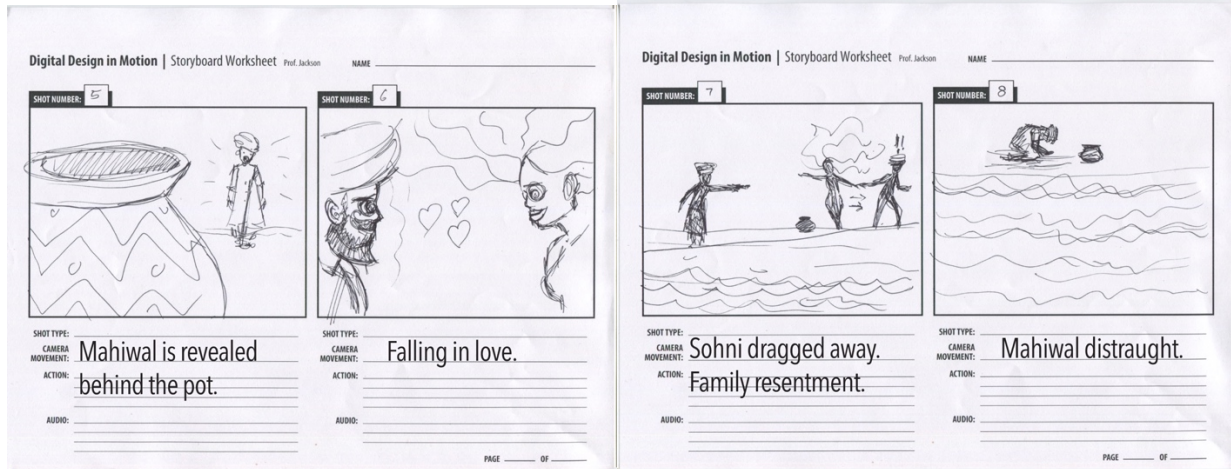 Digital Design in Motion | Storyboard Worksheet Prof. Jackson NAME
SHOT NUMBER: 5
SHOT TYPE:
CAMERA
MOVEMENT:
Mahiwal is revealed
behind the pot.
ACTION:
AUDIO:
SHOT NUMBER: 6
SHOT TYPE:
CAMERA
MOVEMENT:
Falling in love.
ACTION:
AUDIO:
PAGE OF
Digital Design in Motion | Storyboard Worksheet Prof. Jackson NAME
SHOT NUMBER: 7
!!
SHOT TYPE:
CAMERA
MOVEMENT:
Sohni dragged away.
Family resentment.
ACTION:
AUDIO:
SHOT NUMBER: 8
SHOT TYPE:
CAMERA
MOVEMENT:
Mahiwal distraught.
ACTION:
AUDIO:
PAGE OF